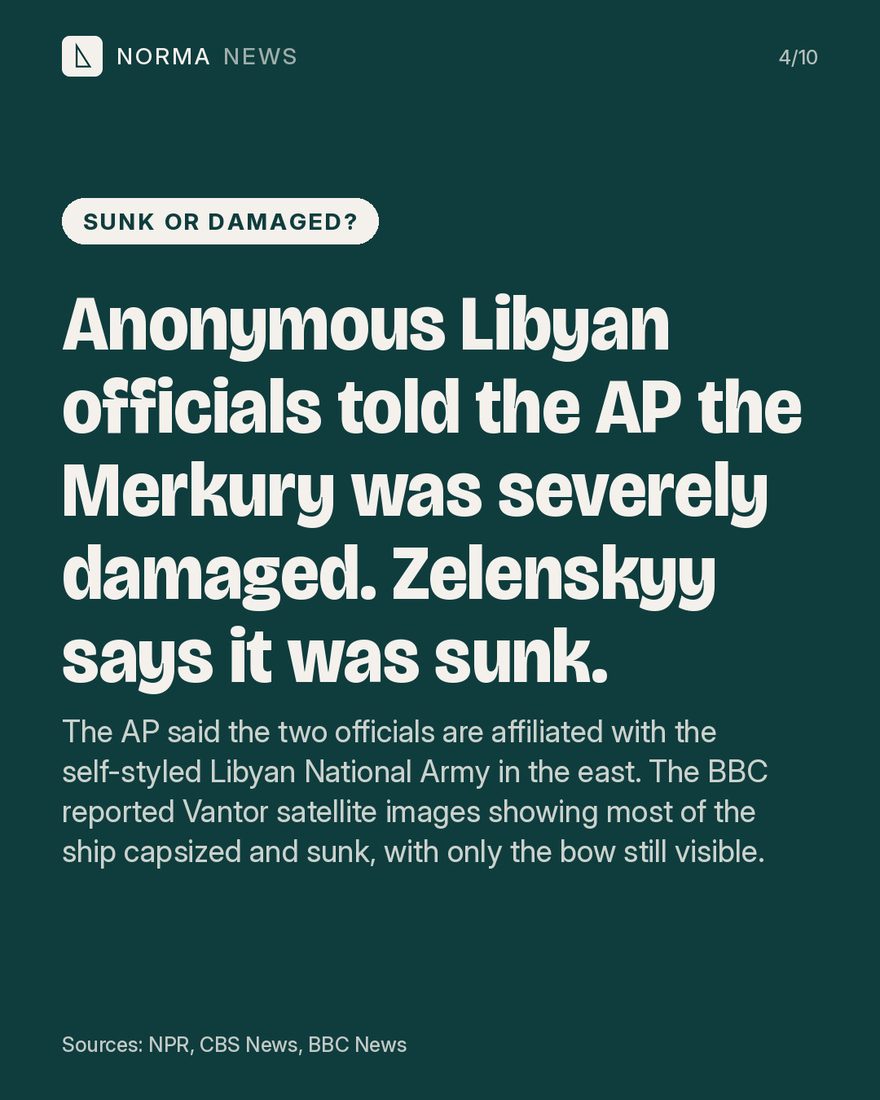 NORMA NEWS
4/10
SUNK OR DAMAGED?
Anonymous Libyan
officials told the AP the
Merkury was severely
damaged. Zelenskyy
says it was sunk.
The AP said the two officials are affiliated with the
self-styled Libyan National Army in the east. The BBC
reported Vantor satellite images showing most of the
ship capsized and sunk, with only the bow still visible.
Sources: NPR, CBS News, BBC News